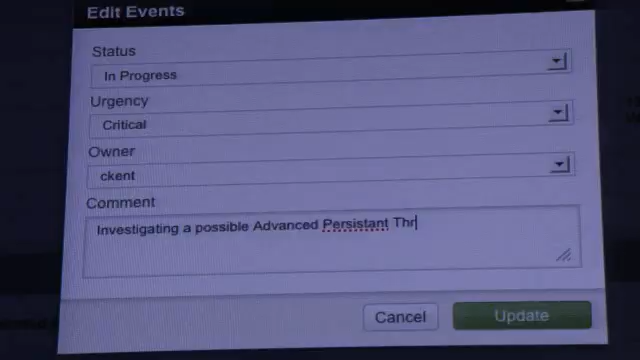 Edit Events
Status
In Progress
Urgency
Critical
Owner
ckent
Comment
Investigating a possible Advanced Persistant Thr
Cancel
Update